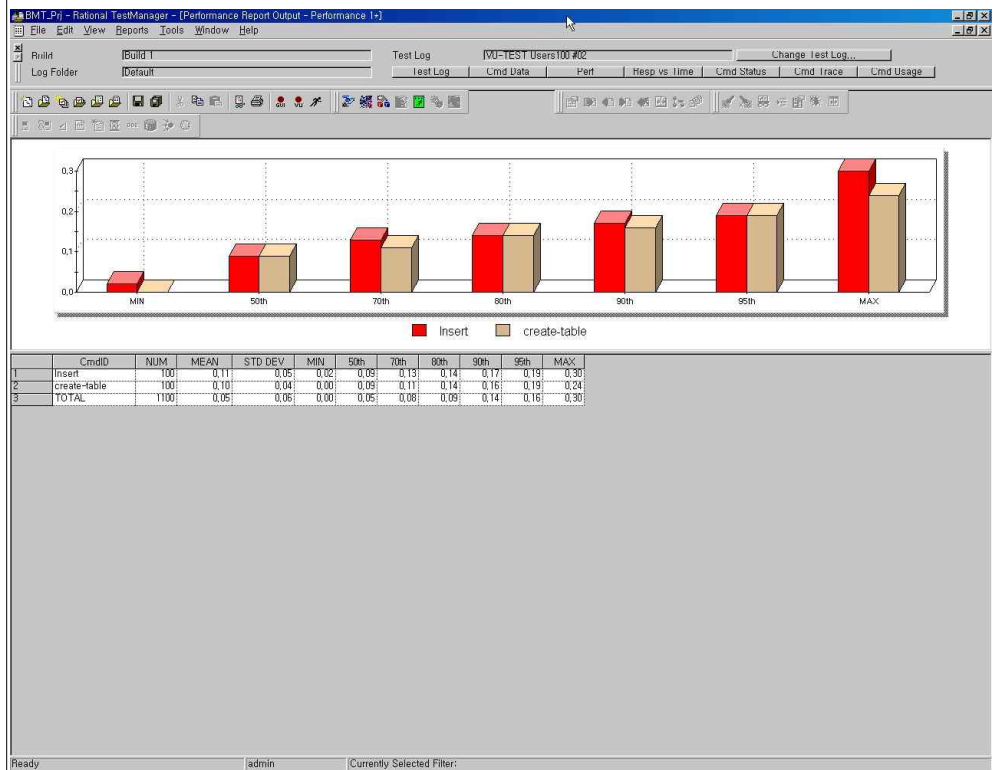 BMT_Prj - Rational TestManager - [Performance Report Output - Performance 1*]
File Edit View Reports Tools Window Help
Build Build 1 Test Log VU-TEST Users100 #02 Change Test Log...
Log Folder Default Test Log Cmd Data Perf Resp vs Time Cmd Status Cmd Trace Cmd Usage
0,3
0,2
0,1
0,0
MIN 50th 70th 80th 90th 95th MAX
Insert create-table
CmdID NUM MEAN STD DEV MIN 50th 70th 80th 90th 95th MAX
1 Insert 100 0,11 0,05 0,02 0,09 0,13 0,14 0,17 0,19 0,30
2 create-table 100 0,10 0,04 0,00 0,09 0,11 0,14 0,16 0,19 0,24
3 TOTAL 1100 0,05 0,06 0,00 0,05 0,08 0,09 0,14 0,16 0,30
Ready admin Currently Selected Filter: